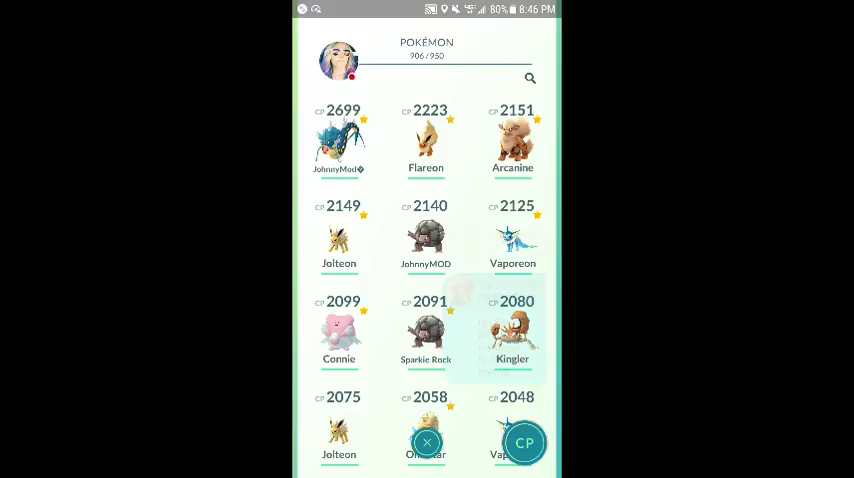 80% 8:46 PM
POKÉMON
906 / 950
CP 2699 CP 2223 CP 2151
JohnnyMod� Flareon Arcanine
CP 2149 CP 2140 CP 2125
Jolteon JohnnyMOD Vaporeon
CP 2099 CP 2091 CP 2080
Connie Sparkie Rock Kingler
CP 2075 CP 2058 CP 2048
Jolteon
CP